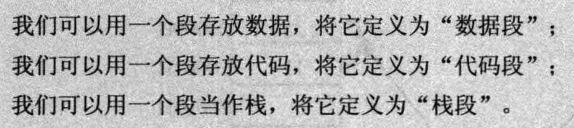 我们可以用一个段存放数据，将它定义为“数据段”；
我们可以用一个段存放代码，将它定义为“代码段”；
我们可以用一个段当作栈，将它定义为“栈段”。